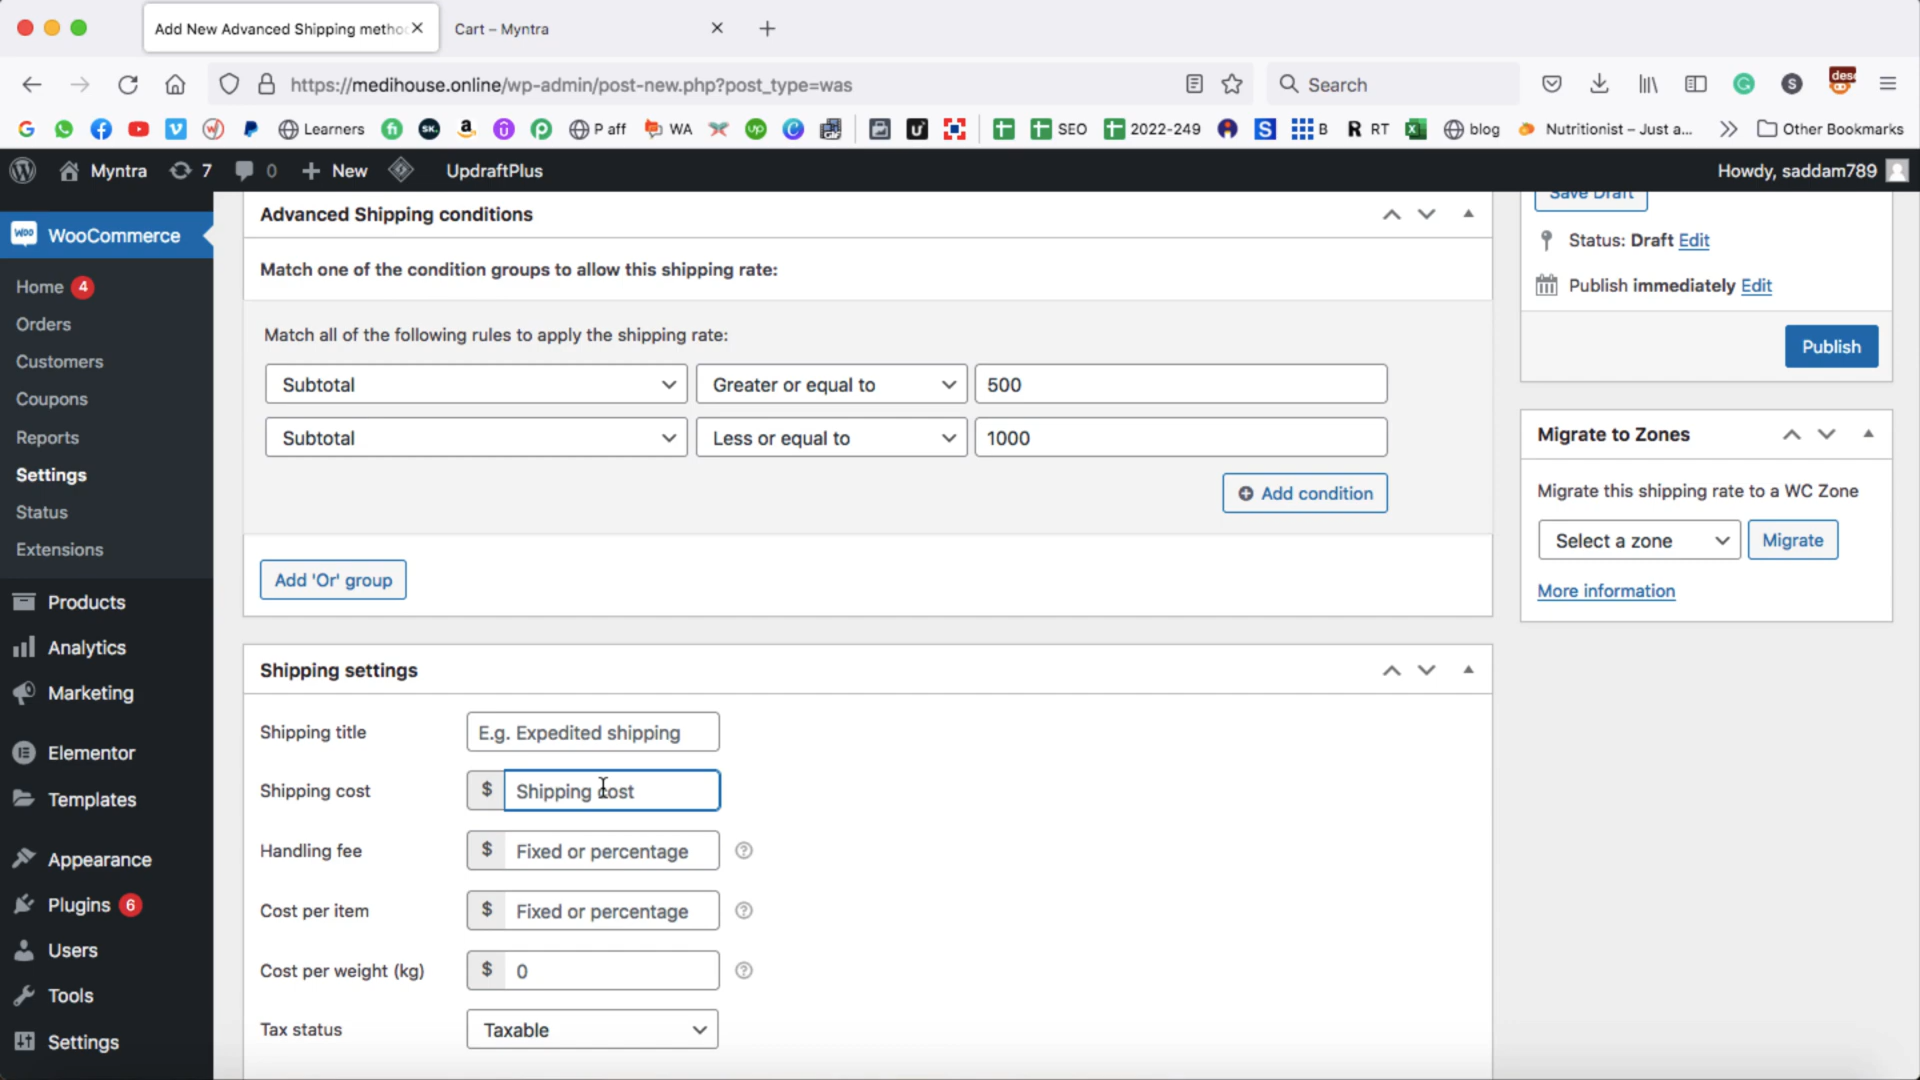 Add New Advanced Shipping metho
Cart – Myntra
https://medihouse.online/wp-admin/post-new.php?post_type=was
Search
Learners
P aff
WA
SEO
2022-249
B
RT
blog
Nutritionist – Just a...
Other Bookmarks
Myntra
7
0
New
UpdraftPlus
Howdy, saddam789
WooCommerce
Home 4
Orders
Customers
Coupons
Reports
Settings
Status
Extensions
Products
Analytics
Marketing
Elementor
Templates
Appearance
Plugins 6
Users
Tools
Settings
Advanced Shipping conditions
Match one of the condition groups to allow this shipping rate:
Match all of the following rules to apply the shipping rate:
Subtotal Greater or equal to 500
Subtotal Less or equal to 1000
Add condition
Add 'Or' group
Shipping settings
Shipping title E.g. Expedited shipping
Shipping cost $ Shipping cost
Handling fee $ Fixed or percentage
Cost per item $ Fixed or percentage
Cost per weight (kg) $ 0
Tax status Taxable
Save Draft
Status: Draft Edit
Publish immediately Edit
Publish
Migrate to Zones
Migrate this shipping rate to a WC Zone
Select a zone Migrate
More information